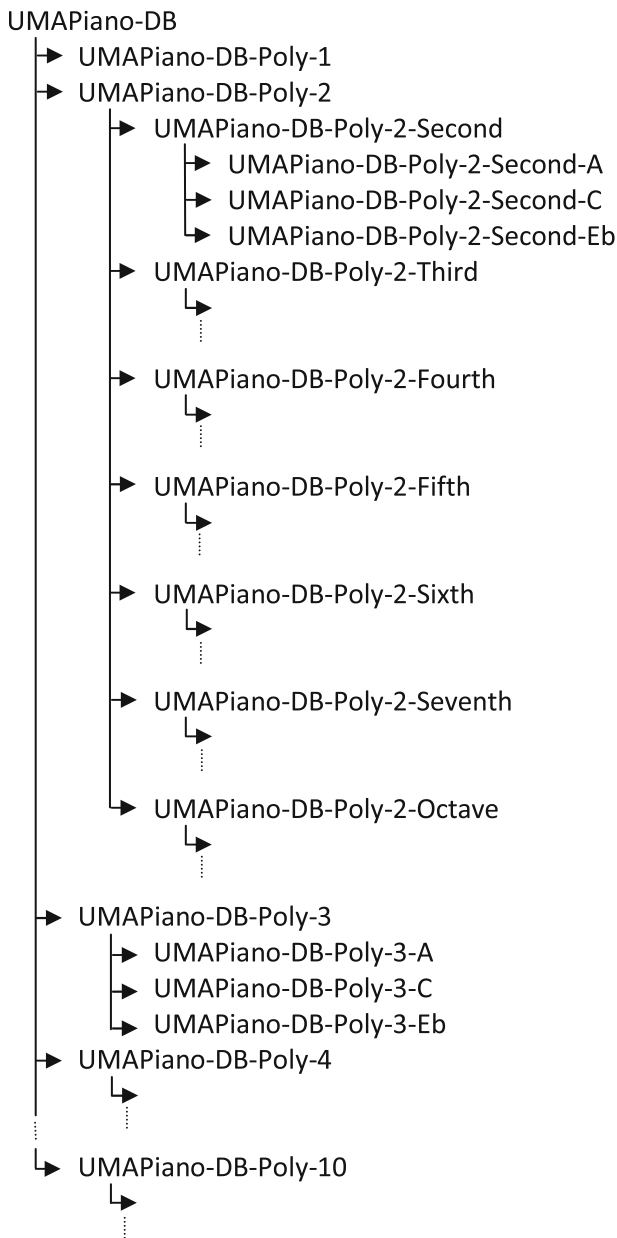 UMAPiano-DB
UMAPiano-DB-Poly-1
UMAPiano-DB-Poly-2
UMAPiano-DB-Poly-2-Second
UMAPiano-DB-Poly-2-Second-A
UMAPiano-DB-Poly-2-Second-C
UMAPiano-DB-Poly-2-Second-Eb
UMAPiano-DB-Poly-2-Third
UMAPiano-DB-Poly-2-Fourth
UMAPiano-DB-Poly-2-Fifth
UMAPiano-DB-Poly-2-Sixth
UMAPiano-DB-Poly-2-Seventh
UMAPiano-DB-Poly-2-Octave
UMAPiano-DB-Poly-3
UMAPiano-DB-Poly-3-A
UMAPiano-DB-Poly-3-C
UMAPiano-DB-Poly-3-Eb
UMAPiano-DB-Poly-4
UMAPiano-DB-Poly-10